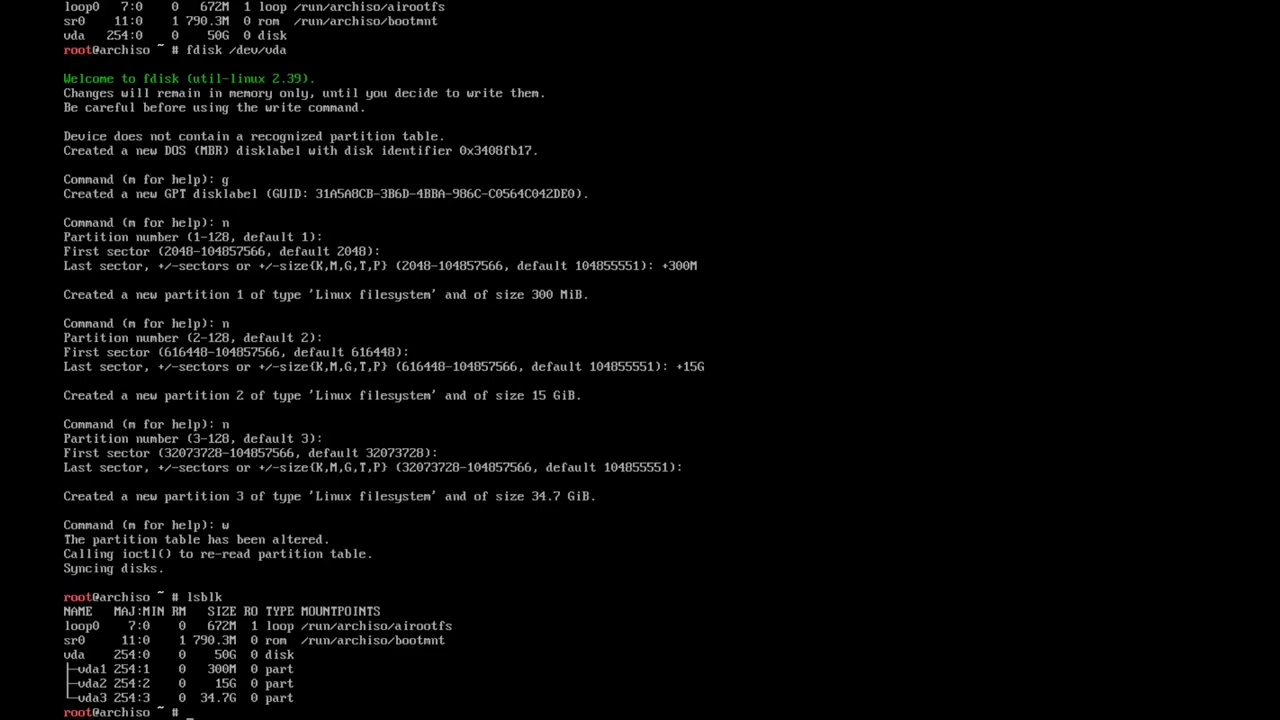 loop0    7:0    0   672M  1 loop /run/archiso/airootfs
sr0     11:0    1 790.3M  0 rom  /run/archiso/bootmnt
vda    254:0    0    50G  0 disk
root@archiso ~ # fdisk /dev/vda
Welcome to fdisk (util-linux 2.39).
Changes will remain in memory only, until you decide to write them.
Be careful before using the write command.
Device does not contain a recognized partition table.
Created a new DOS (MBR) disklabel with disk identifier 0x3408fb17.
Command (m for help): g
Created a new GPT disklabel (GUID: 31A5A8CB-3B6D-4BBA-986C-C0564C042DE0).
Command (m for help): n
Partition number (1-128, default 1):
First sector (2048-104857566, default 2048):
Last sector, +/-sectors or +/-size{K,M,G,T,P} (2048-104857566, default 104855551): +300M
Created a new partition 1 of type 'Linux filesystem' and of size 300 MiB.
Command (m for help): n
Partition number (2-128, default 2):
First sector (616448-104857566, default 616448):
Last sector, +/-sectors or +/-size{K,M,G,T,P} (616448-104857566, default 104855551): +15G
Created a new partition 2 of type 'Linux filesystem' and of size 15 GiB.
Command (m for help): n
Partition number (3-128, default 3):
First sector (32073728-104857566, default 32073728):
Last sector, +/-sectors or +/-size{K,M,G,T,P} (32073728-104857566, default 104855551):
Created a new partition 3 of type 'Linux filesystem' and of size 34.7 GiB.
Command (m for help): w
The partition table has been altered.
Calling ioctl() to re-read partition table.
Syncing disks.
root@archiso ~ # lsblk
NAME   MAJ:MIN RM   SIZE RO TYPE MOUNTPOINTS
loop0    7:0    0   672M  1 loop /run/archiso/airootfs
sr0     11:0    1 790.3M  0 rom  /run/archiso/bootmnt
vda    254:0    0    50G  0 disk
├─vda1 254:1    0   300M  0 part
├─vda2 254:2    0    15G  0 part
└─vda3 254:3    0  34.7G  0 part
root@archiso ~ # _